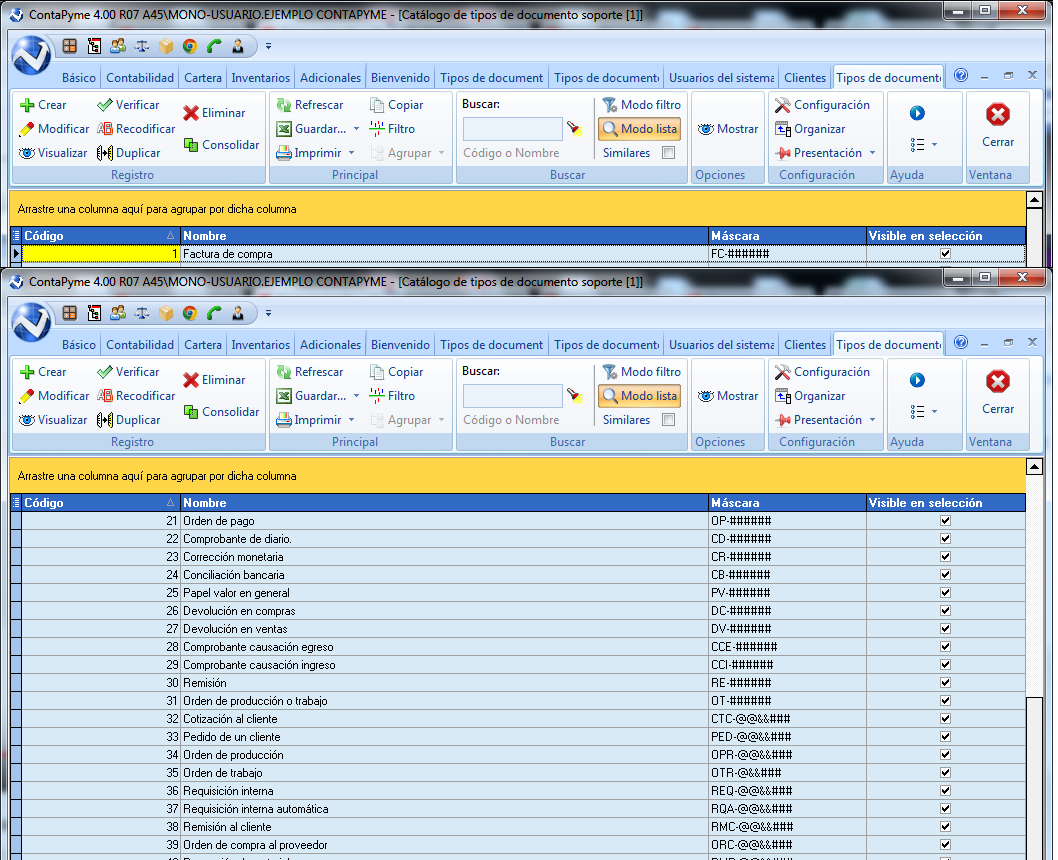 ContaPyme 4.00 R07 A45\MONO-USUARIO.EJEMPLO CONTAPYME - [Catálogo de tipos de documento soporte [1]]
Básico Contabilidad Cartera Inventarios Adicionales Bienvenido Tipos de document Tipos de documento Usuarios del sistema Clientes Tipos de documento
Crear Verificar Eliminar Refrescar Copiar Buscar: Modo filtro Configuración
Modificar Recodificar Guardar... Filtro Modo lista Mostrar Organizar
Visualizar Duplicar Consolidar Imprimir Agrupar Código o Nombre Similares Presentación Cerrar
Registro Principal Buscar Opciones Configuración Ayuda Ventana
Arrastre una columna aquí para agrupar por dicha columna
Código Nombre Máscara Visible en selección
1 Factura de compra FC-######
ContaPyme 4.00 R07 A45\MONO-USUARIO.EJEMPLO CONTAPYME - [Catálogo de tipos de documento soporte [1]]
Básico Contabilidad Cartera Inventarios Adicionales Bienvenido Tipos de document Tipos de documento Usuarios del sistema Clientes Tipos de documento
Crear Verificar Eliminar Refrescar Copiar Buscar: Modo filtro Configuración
Modificar Recodificar Guardar... Filtro Modo lista Mostrar Organizar
Visualizar Duplicar Consolidar Imprimir Agrupar Código o Nombre Similares Presentación Cerrar
Registro Principal Buscar Opciones Configuración Ayuda Ventana
Arrastre una columna aquí para agrupar por dicha columna
Código Nombre Máscara Visible en selección
21 Orden de pago OP-######
22 Comprobante de diario. CD-######
23 Corrección monetaria CR-######
24 Conciliación bancaria CB-######
25 Papel valor en general PV-######
26 Devolución en compras DC-######
27 Devolución en ventas DV-######
28 Comprobante causación egreso CCE-######
29 Comprobante causación ingreso CCI-######
30 Remisión RE-######
31 Orden de producción o trabajo OT-######
32 Cotización al cliente CTC-@@&&###
33 Pedido de un cliente PED-@@&&###
34 Orden de producción OPR-@@&&###
35 Orden de trabajo OTR-@&&###
36 Requisición interna REQ-@@&&###
37 Requisición interna automática RQA-@@&&###
38 Remisión al cliente RMC-@@&&###
39 Orden de compra al proveedor ORC-@@&&###